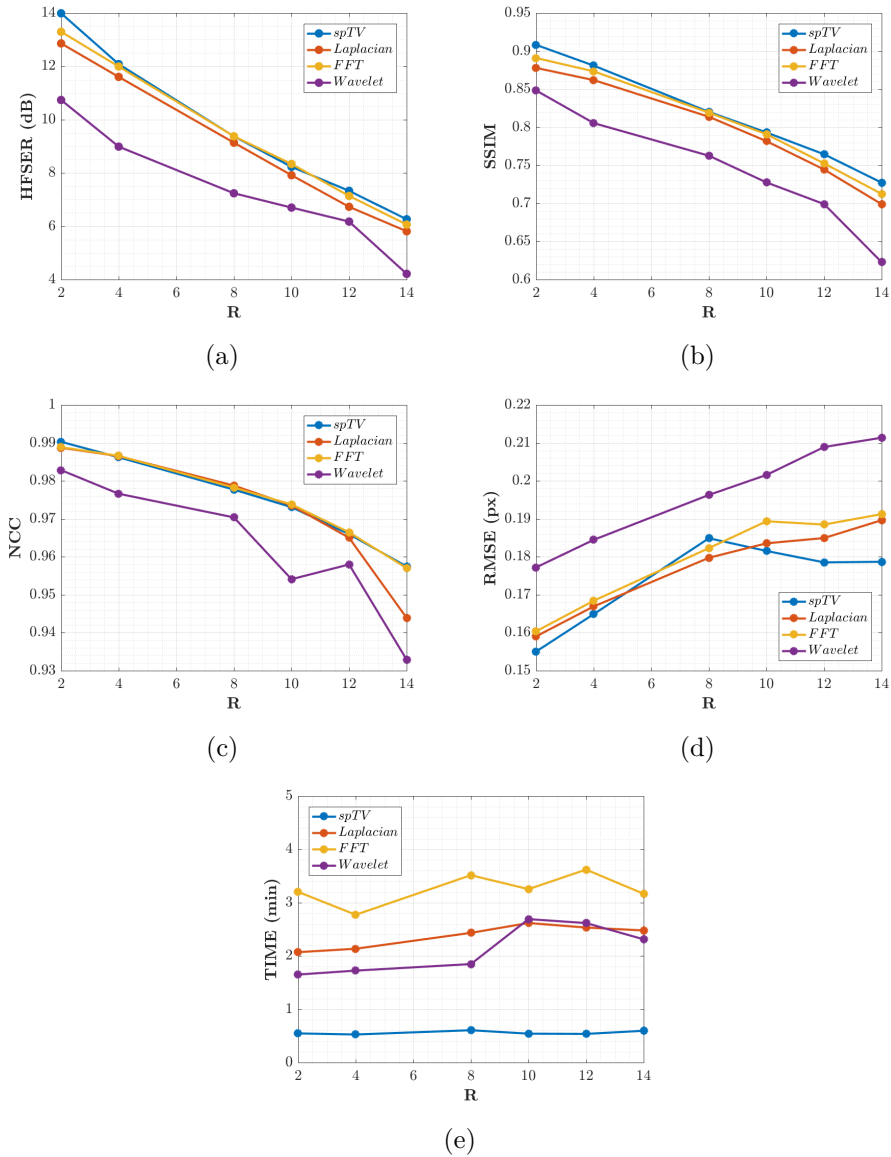 HFSER (dB)
14
12
10
8
6
4
2 4 6 8 10 12 14
R
spTV
Laplacian
FFT
Wavelet
(a)
SSIM
0.95
0.9
0.85
0.8
0.75
0.7
0.65
0.6
2 4 6 8 10 12 14
R
spTV
Laplacian
FFT
Wavelet
(b)
NCC
1
0.99
0.98
0.97
0.96
0.95
0.94
0.93
2 4 6 8 10 12 14
R
spTV
Laplacian
FFT
Wavelet
(c)
RMSE (px)
0.22
0.21
0.2
0.19
0.18
0.17
0.16
0.15
2 4 6 8 10 12 14
R
spTV
Laplacian
FFT
Wavelet
(d)
TIME (min)
5
4
3
2
1
0
2 4 6 8 10 12 14
R
spTV
Laplacian
FFT
Wavelet
(e)